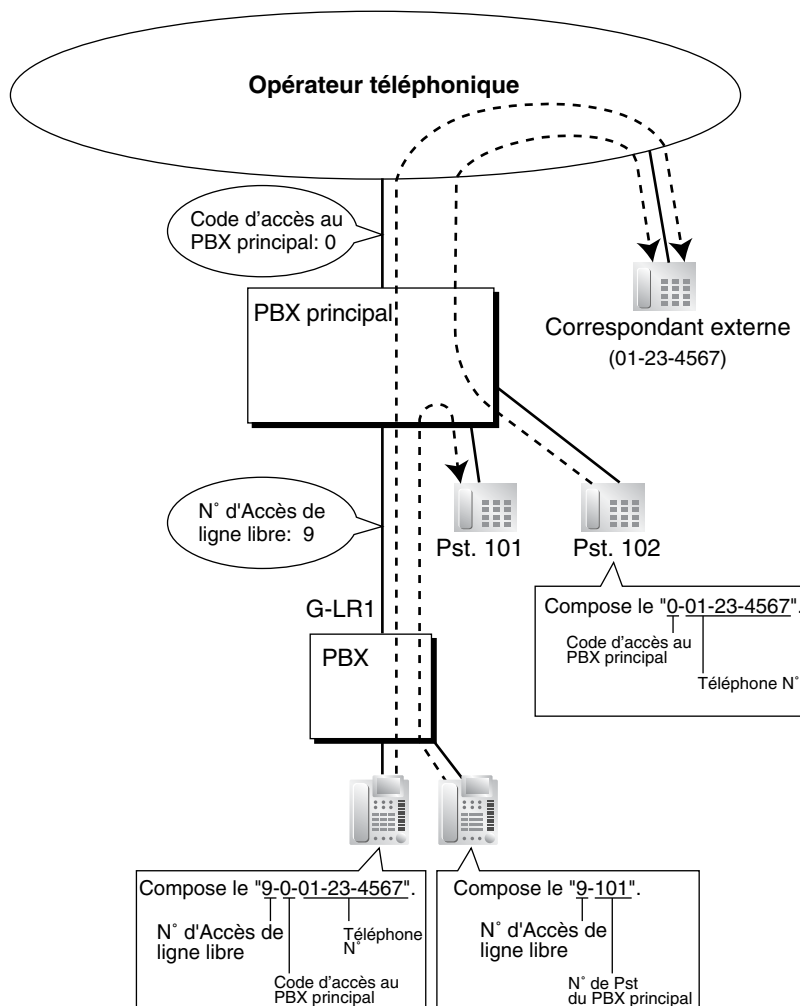 Opérateur téléphonique
Code d'accès au
PBX principal: 0
PBX principal
Correspondant externe
(01-23-4567)
N° d'Accès de
ligne libre: 9
Pst. 101
Pst. 102
G-LR1
PBX
Compose le "0-01-23-4567".
Code d'accès au
PBX principal
Téléphone N°
Compose le "9-0-01-23-4567".
N° d'Accès de
ligne libre
Téléphone
N°
Code d'accès au
PBX principal
Compose le "9-101".
N° d'Accès de
ligne libre
N° de Pst
du PBX principal